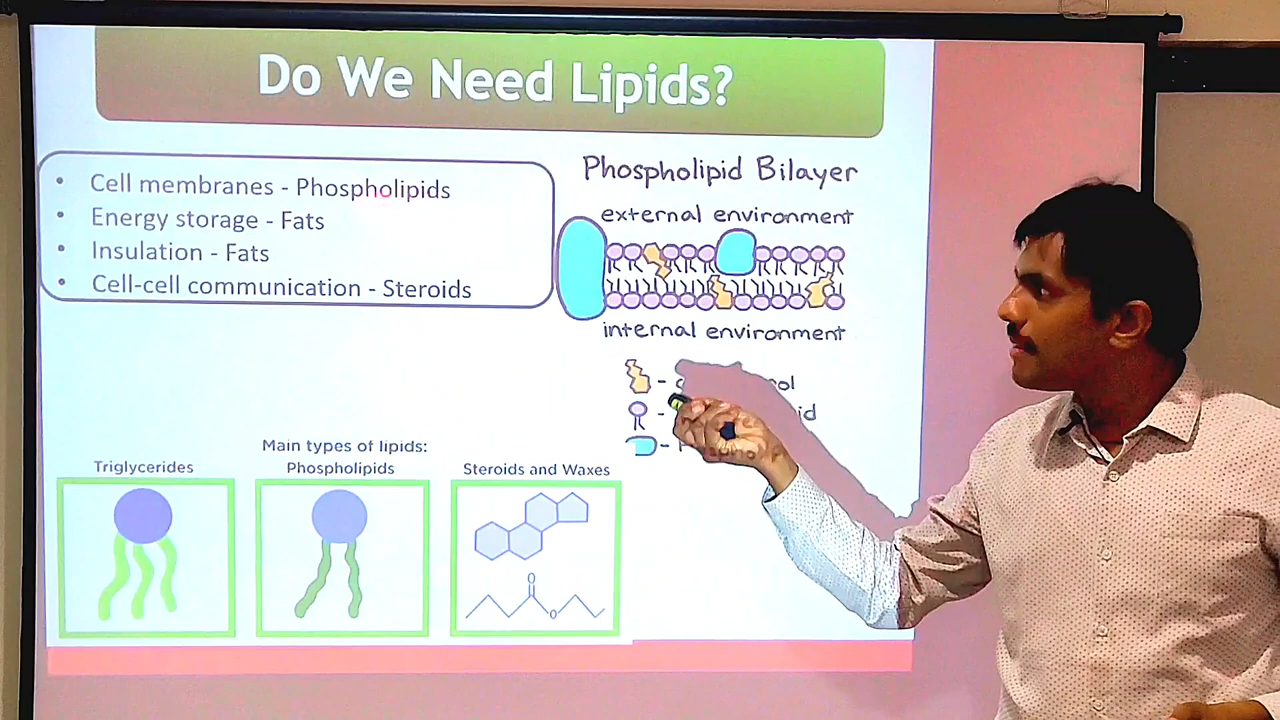 Do We Need Lipids?
• Cell membranes - Phospholipids
• Energy storage - Fats
• Insulation - Fats
• Cell-cell communication - Steroids
Phospholipid Bilayer
external environment
internal environment
Main types of lipids:
Triglycerides
Phospholipids
Steroids and Waxes
O
O